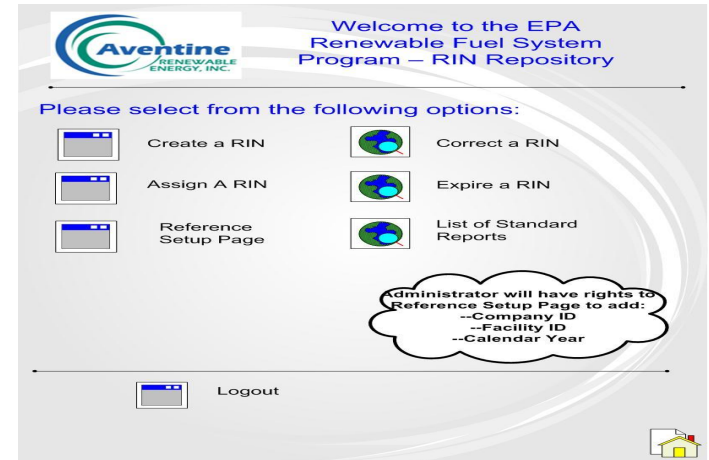 Aventine
RENEWABLE
ENERGY, INC.
Welcome to the EPA
Renewable Fuel System
Program – RIN Repository
Please select from the following options:
Create a RIN
Correct a RIN
Assign A RIN
Expire a RIN
Reference
Setup Page
List of Standard
Reports
Administrator will have rights to
Reference Setup Page to add:
--Company ID
--Facility ID
--Calendar Year
Logout